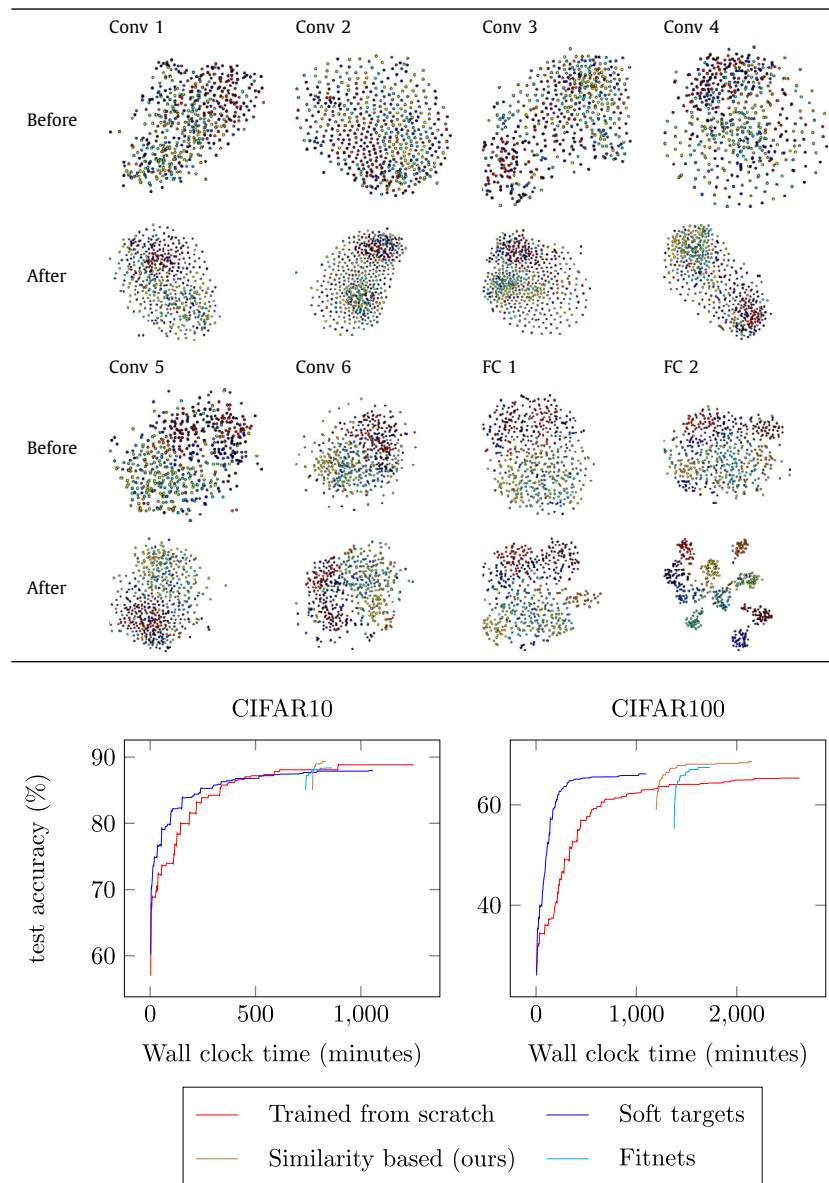 Conv 1 Conv 2 Conv 3 Conv 4
Before
After
Conv 5 Conv 6 FC 1 FC 2
Before
After
CIFAR10 CIFAR100
test accuracy (%)
90
80
70
60
0 500 1,000
Wall clock time (minutes)
60
40
0 1,000 2,000
Wall clock time (minutes)
Trained from scratch Soft targets
Similarity based (ours) Fitnets